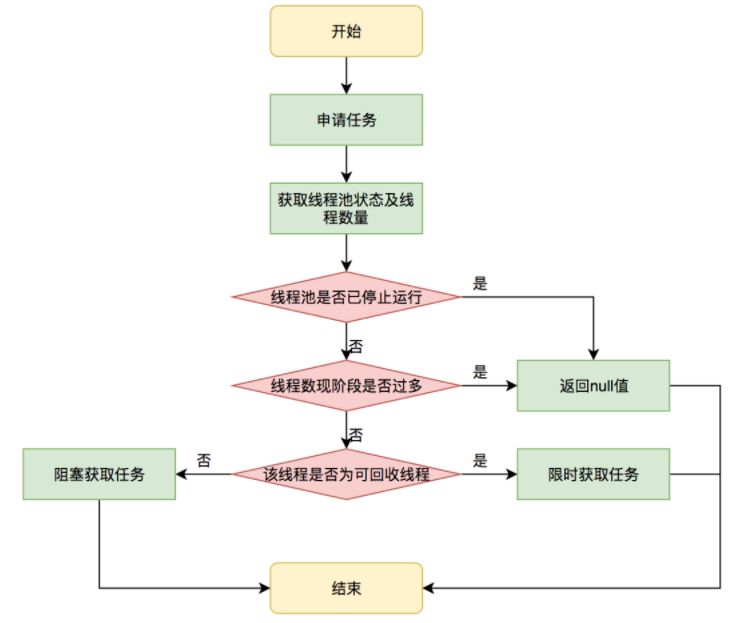 开始
申请任务
获取线程池状态及线
程数量
线程池是否已停止运行
是
否
线程数现阶段是否过多
是
返回null值
否
阻塞获取任务
否
该线程是否为可回收线程
是
限时获取任务
结束